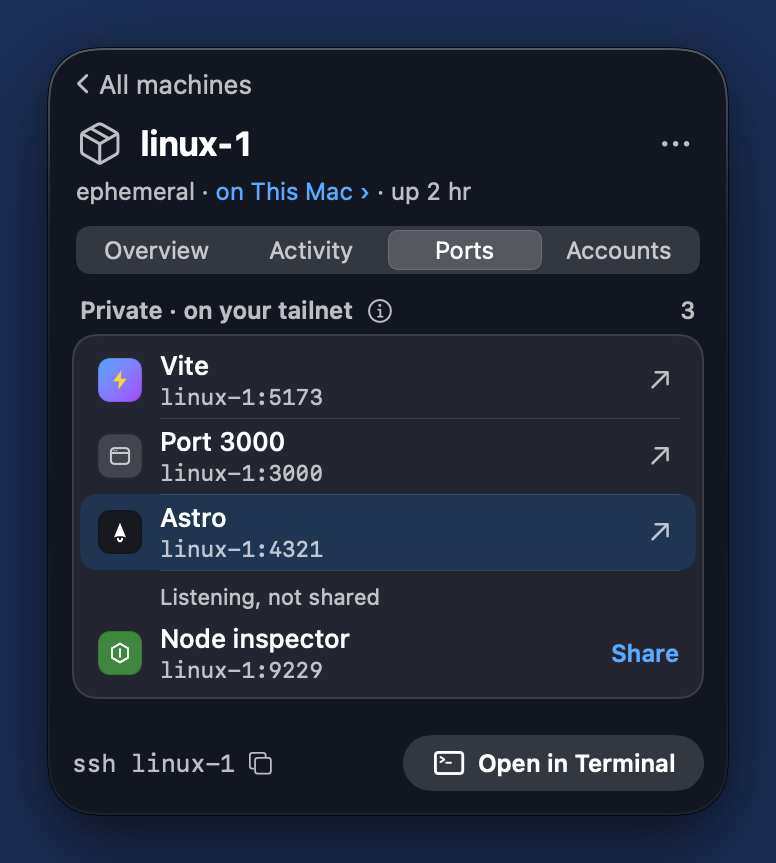 All machines
linux-1
ephemeral · on This Mac › · up 2 hr
Overview Activity Ports Accounts
Private · on your tailnet 3
Vite
linux-1:5173
Port 3000
linux-1:3000
Astro
linux-1:4321
Listening, not shared
Node inspector
linux-1:9229
Share
ssh linux-1
Open in Terminal